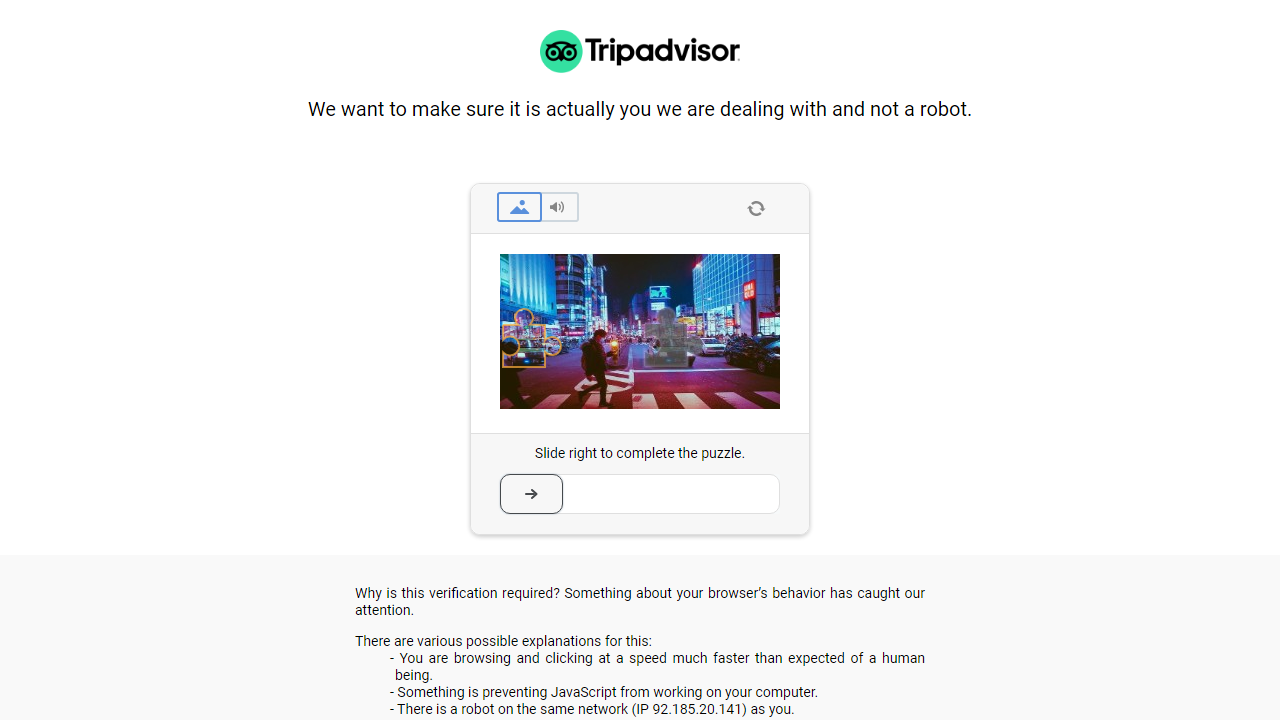 Tripadvisor
We want to make sure it is actually you we are dealing with and not a robot.
Slide right to complete the puzzle.
Why is this verification required? Something about your browser's behavior has caught our
attention.
There are various possible explanations for this:
- You are browsing and clicking at a speed much faster than expected of a human
being.
- Something is preventing JavaScript from working on your computer.
- There is a robot on the same network (IP 92.185.20.141) as you.